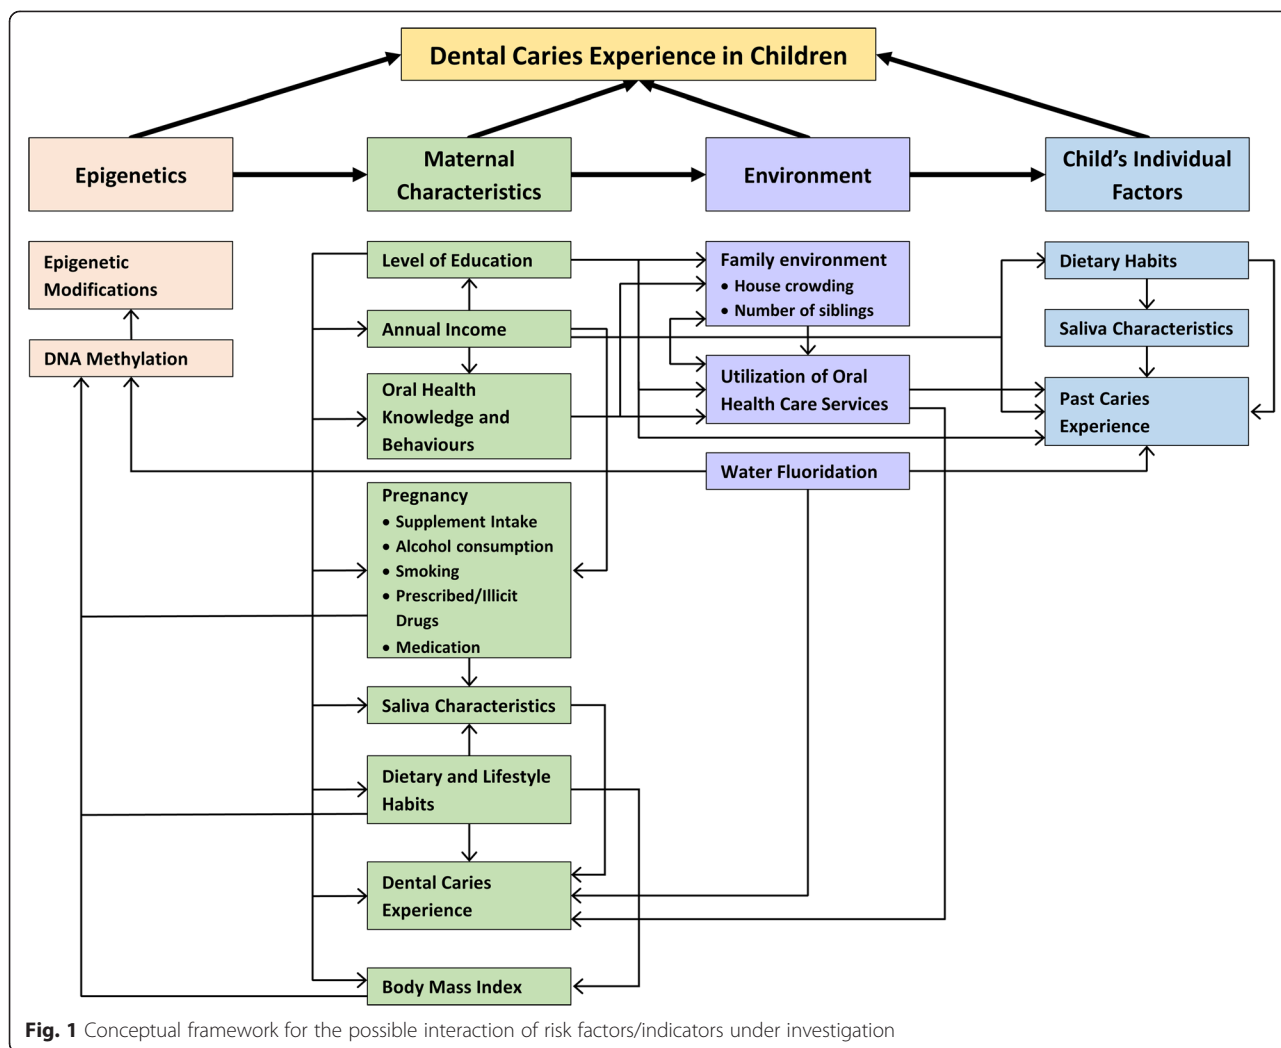 Dental Caries Experience in Children
Epigenetics
Maternal
Characteristics
Environment
Child's Individual
Factors
Epigenetic
Modifications
DNA Methylation
Level of Education
Annual Income
Oral Health
Knowledge and
Behaviours
Pregnancy
• Supplement Intake
• Alcohol consumption
• Smoking
• Prescribed/Illicit
Drugs
• Medication
Saliva Characteristics
Dietary and Lifestyle
Habits
Dental Caries
Experience
Body Mass Index
Family environment
• House crowding
• Number of siblings
Utilization of Oral
Health Care Services
Water Fluoridation
Dietary Habits
Saliva Characteristics
Past Caries
Experience
Fig. 1 Conceptual framework for the possible interaction of risk factors/indicators under investigation